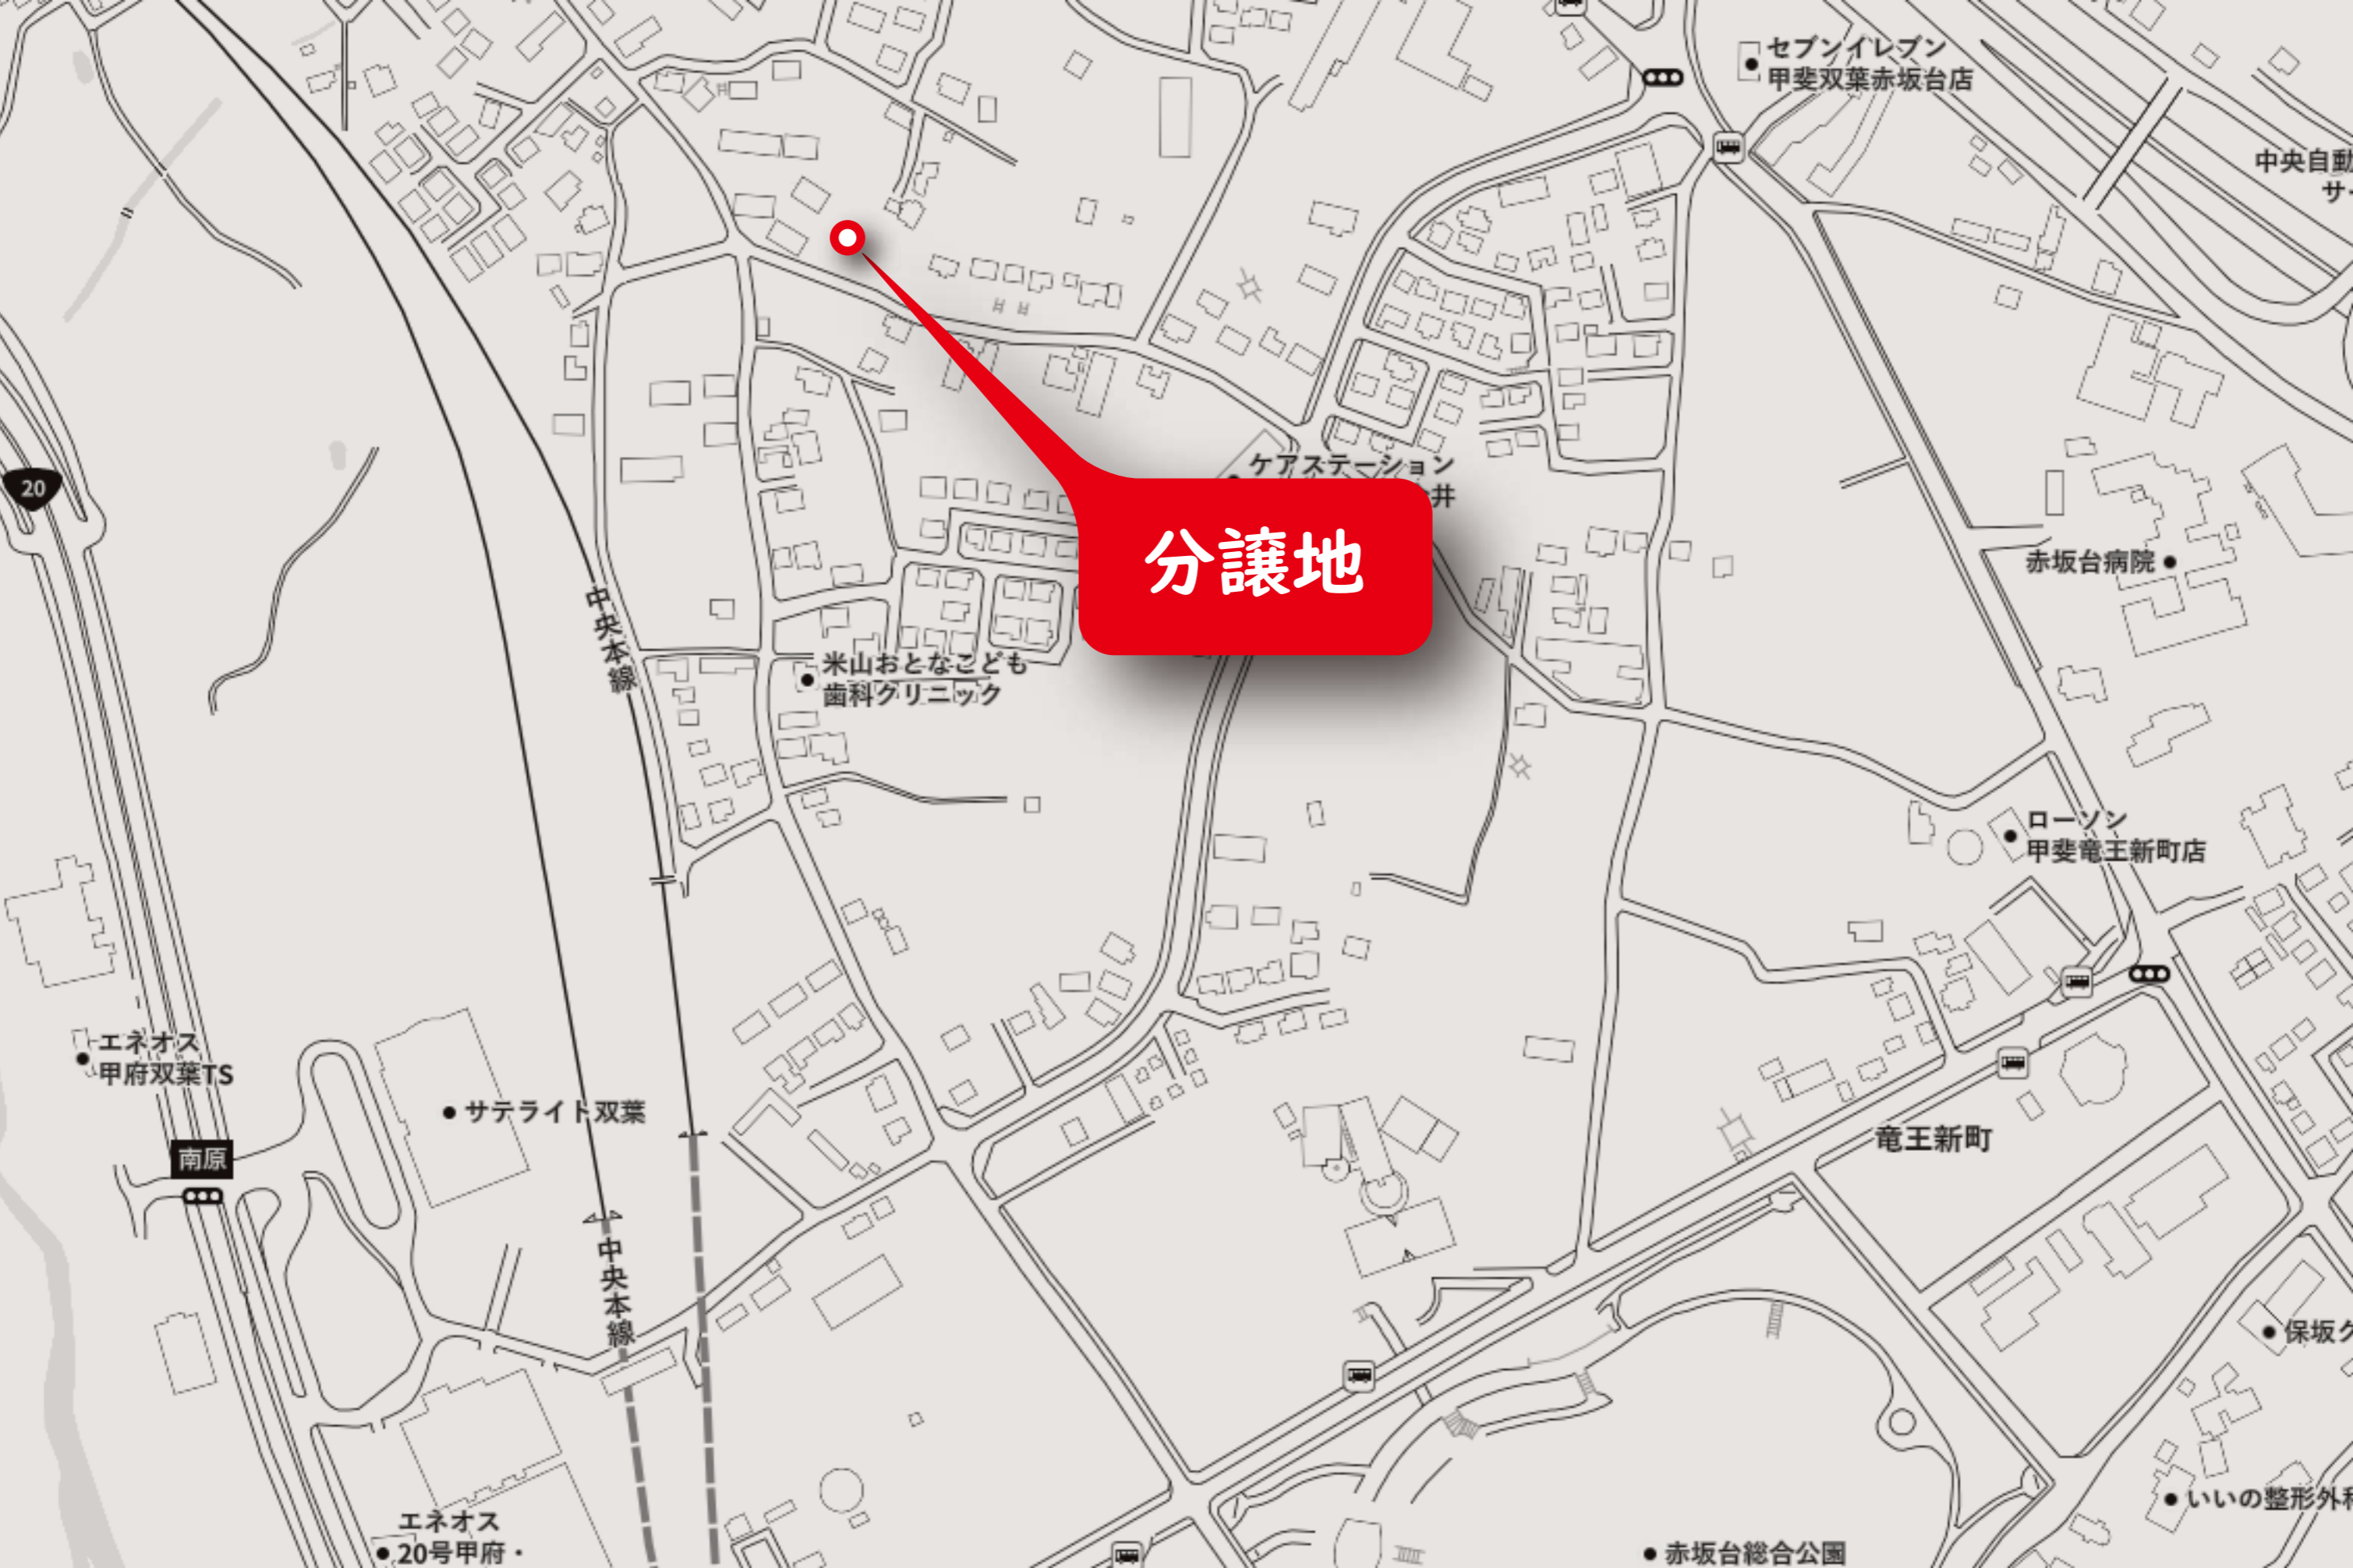 セブンイレブン
甲斐双葉赤坂台店
中央自動
サー
20
ケアステーション
井
分譲地
赤坂台病院
中央本線
米山おとなこども
歯科クリニック
ローソン
甲斐竜王新町店
エネオス
甲府双葉TS
サテライト双葉
南原
竜王新町
中央本線
保坂ク
いいの整形外科
エネオス
20号甲府・
赤坂台総合公園